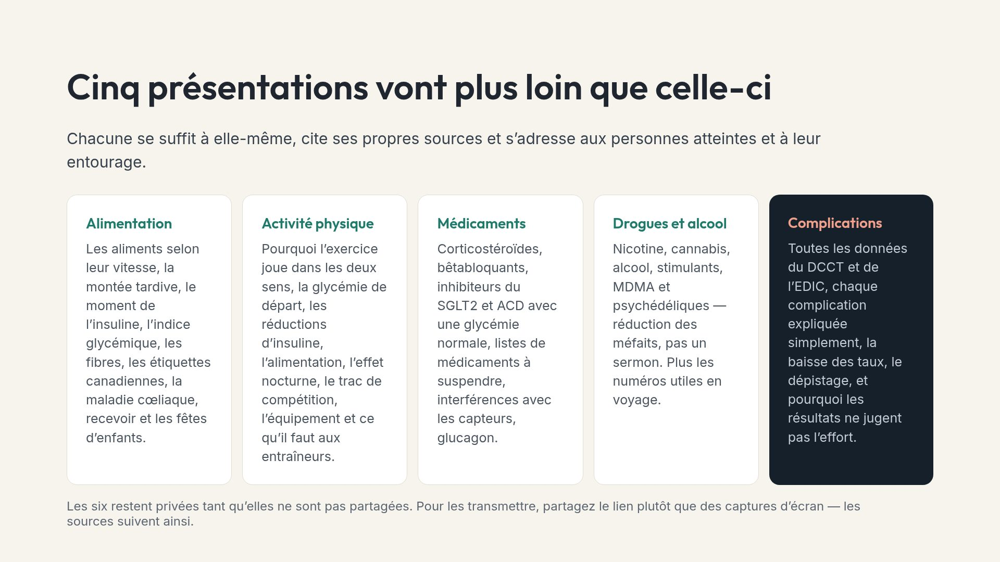 Cinq présentations vont plus loin que celle-ci
Chacune se suffit à elle-même, cite ses propres sources et s’adresse aux personnes atteintes et à leur
entourage.
Alimentation
Les aliments selon
leur vitesse, la
montée tardive, le
moment de
l’insuline, l’indice
glycémique, les
fibres, les étiquettes
canadiennes, la
maladie cœliaque,
recevoir et les fêtes
d’enfants.
Activité physique
Pourquoi l’exercice
joue dans les deux
sens, la glycémie de
départ, les
réductions
d’insuline,
l’alimentation, l’effet
nocturne, le trac de
compétition,
l’équipement et ce
qu’il faut aux
entraîneurs.
Médicaments
Corticostéroïdes,
bêtabloquants,
inhibiteurs du
SGLT2 et ACD avec
une glycémie
normale, listes de
médicaments à
suspendre,
interférences avec
les capteurs,
glucagon.
Drogues et alcool
Nicotine, cannabis,
alcool, stimulants,
MDMA et
psychédéliques —
réduction des
méfaits, pas un
sermon. Plus les
numéros utiles en
voyage.
Complications
Toutes les données
du DCCT et de
l’EDIC, chaque
complication
expliquée
simplement, la
baisse des taux, le
dépistage, et
pourquoi les
résultats ne jugent
pas l’effort.
Les six restent privées tant qu’elles ne sont pas partagées. Pour les transmettre, partagez le lien plutôt que des captures d’écran — les
sources suivent ainsi.